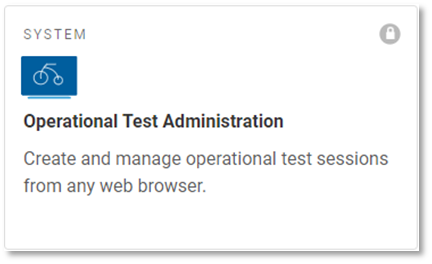 SYSTEM
Operational Test Administration
Create and manage operational test sessions
from any web browser.